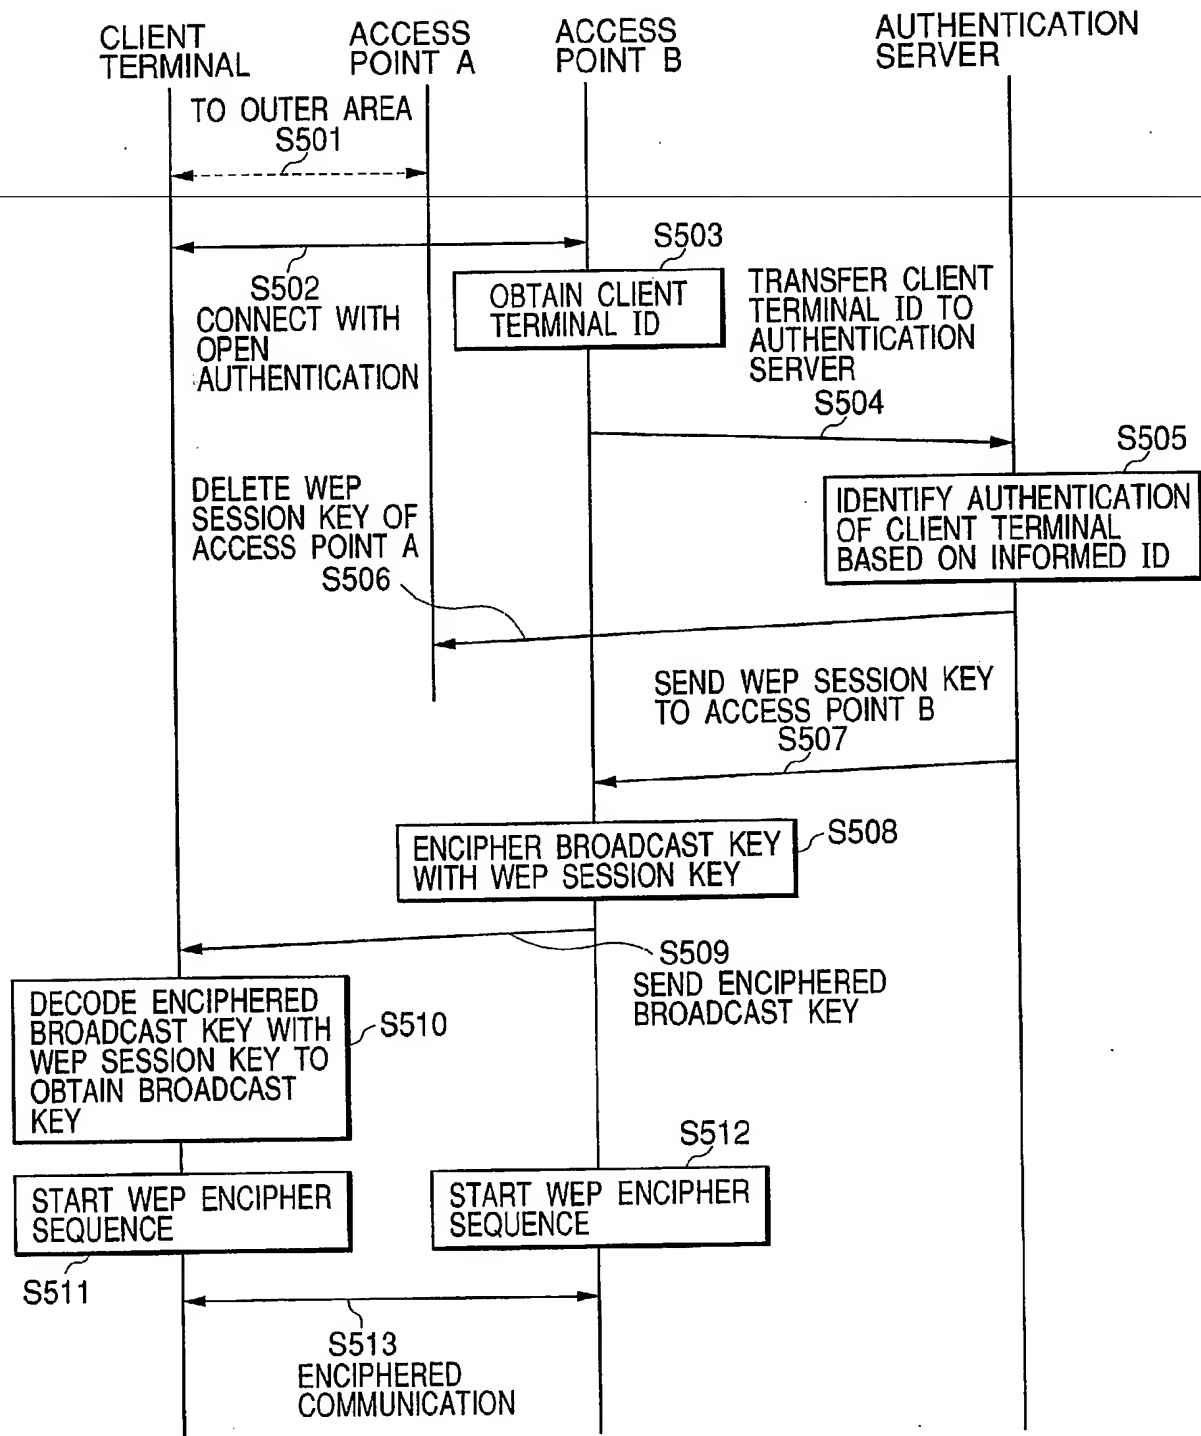 CLIENT
TERMINAL
ACCESS
POINT A
ACCESS
POINT B
AUTHENTICATION
SERVER
TO OUTER AREA
S501
S502
CONNECT WITH
OPEN
AUTHENTICATION
S503
OBTAIN CLIENT
TERMINAL ID
TRANSFER CLIENT
TERMINAL ID TO
AUTHENTICATION
SERVER
S504
S505
IDENTIFY AUTHENTICATION
OF CLIENT TERMINAL
BASED ON INFORMED ID
DELETE WEP
SESSION KEY OF
ACCESS POINT A
S506
SEND WEP SESSION KEY
TO ACCESS POINT B
S507
ENCIPHER BROADCAST KEY
WITH WEP SESSION KEY
S508
S509
SEND ENCIPHERED
BROADCAST KEY
DECODE ENCIPHERED
BROADCAST KEY WITH
WEP SESSION KEY TO
OBTAIN BROADCAST
KEY
S510
START WEP ENCIPHER
SEQUENCE
S511
S512
START WEP ENCIPHER
SEQUENCE
S513
ENCIPHERED
COMMUNICATION